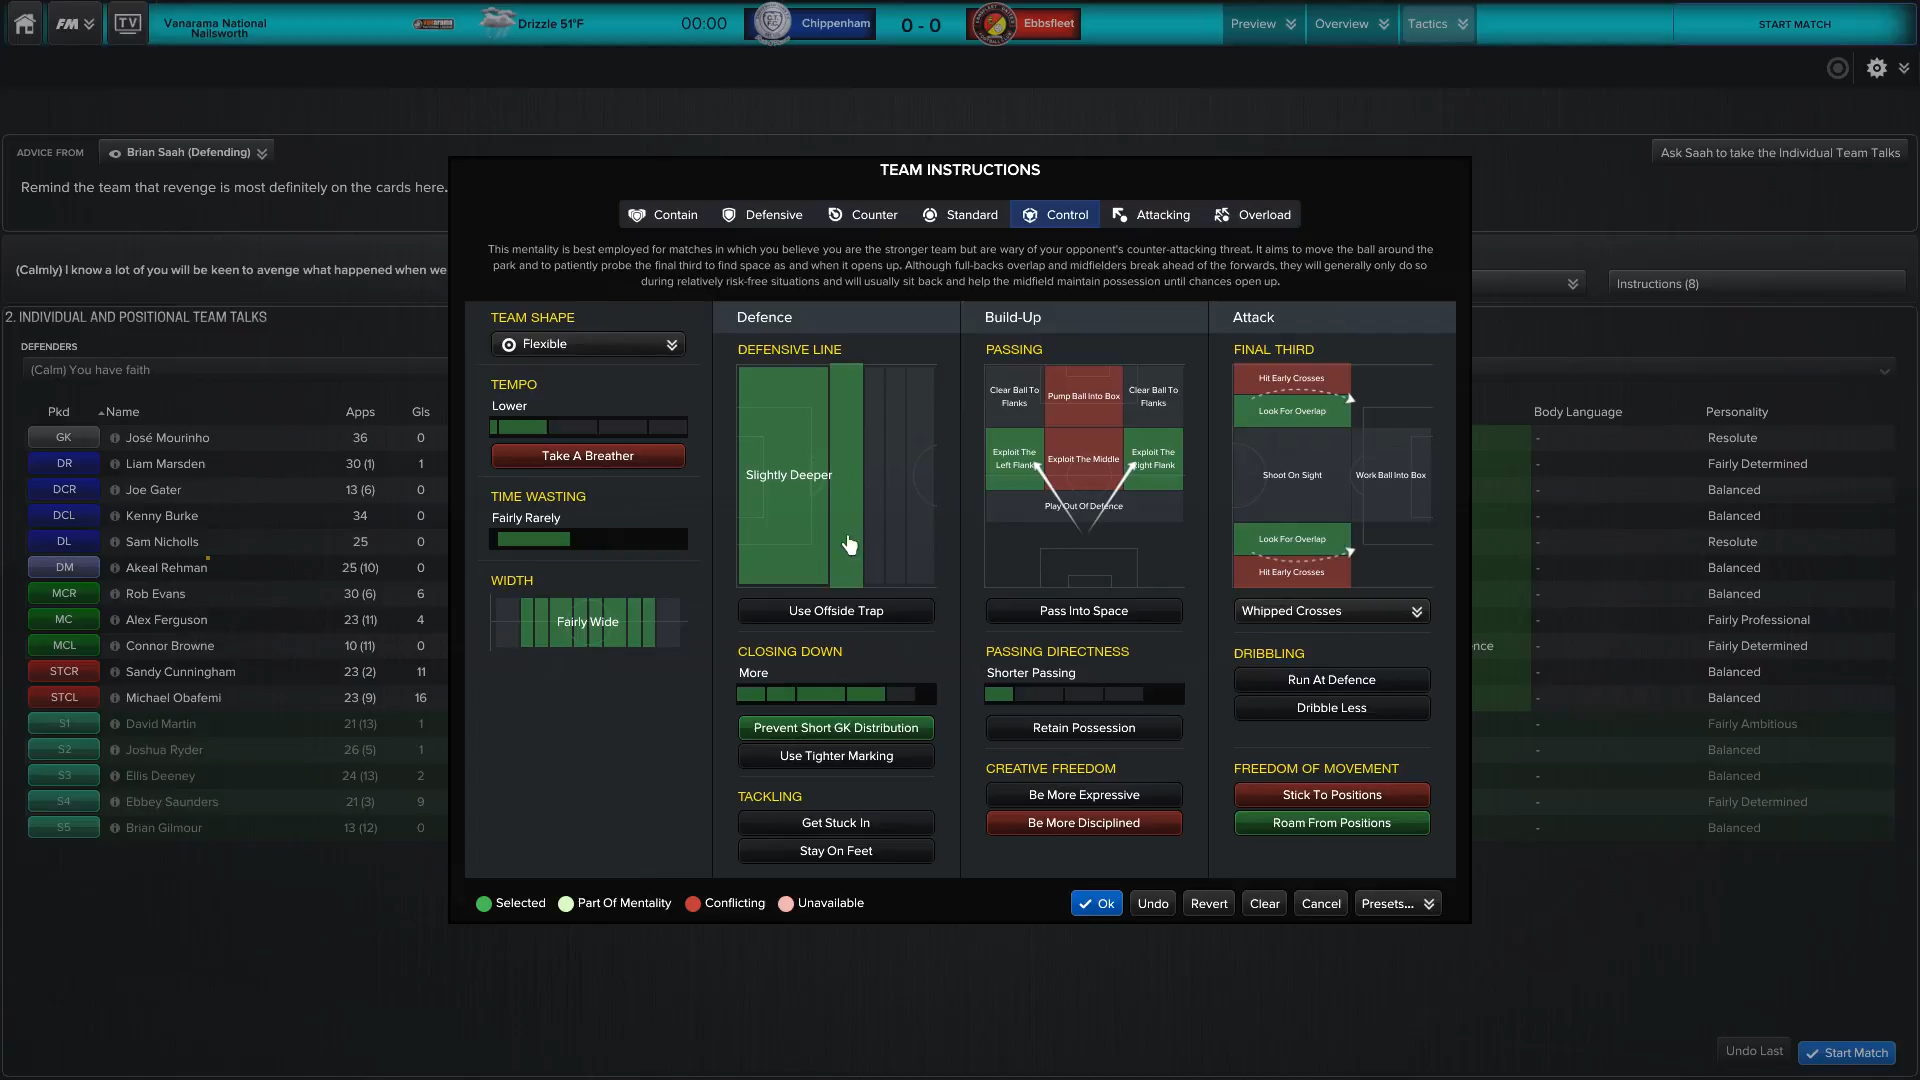 FM
TV
Vanarama National
Nailsworth
Drizzle 51°F
00:00
Chippenham
0 - 0
Ebbsfleet
Preview
Overview
Tactics
START MATCH
ADVICE FROM
Brian Saah (Defending)
Ask Saah to take the Individual Team Talks
Remind the team that revenge is most definitely on the cards here.
(Calmly) I know a lot of you will be keen to avenge what happened when we
Instructions (8)
2. INDIVIDUAL AND POSITIONAL TEAM TALKS
DEFENDERS
(Calm) You have faith
Pkd Name Apps Gls Body Language Personality
GK José Mourinho 36 0 - Resolute
DR Liam Marsden 30 (1) 1 - Fairly Determined
DCR Joe Gater 13 (6) 0 - Balanced
DCL Kenny Burke 34 0 - Balanced
DL Sam Nicholls 25 0 - Resolute
DM Akeal Rehman 25 (10) 0 - Balanced
MCR Rob Evans 30 (6) 6 - Balanced
MC Alex Ferguson 23 (11) 4 - Fairly Professional
MCL Connor Browne 10 (11) 0 nce - Fairly Determined
STCR Sandy Cunningham 23 (2) 11 - Balanced
STCL Michael Obafemi 23 (9) 16 - Balanced
S1 David Martin 21 (13) 1 - Fairly Ambitious
S2 Joshua Ryder 26 (5) 1 - Balanced
S3 Ellis Deeney 24 (13) 2 - Balanced
S4 Ebbey Saunders 21 (3) 9 - Fairly Determined
S5 Brian Gilmour 13 (12) 0 - Balanced
TEAM INSTRUCTIONS
Contain Defensive Counter Standard Control Attacking Overload
This mentality is best employed for matches in which you believe you are the stronger team but are wary of your opponent's counter-attacking threat. It aims to move the ball around the
park and to patiently probe the final third to find space as and when it opens up. Although full-backs overlap and midfielders break ahead of the forwards, they will generally only do so
during relatively risk-free situations and will usually sit back and help the midfield maintain possession until chances open up.
TEAM SHAPE
Flexible
TEMPO
Lower
Take A Breather
TIME WASTING
Fairly Rarely
WIDTH
Fairly Wide
Defence
DEFENSIVE LINE
Slightly Deeper
Use Offside Trap
CLOSING DOWN
More
Prevent Short GK Distribution
Use Tighter Marking
TACKLING
Get Stuck In
Stay On Feet
Build-Up
PASSING
Clear Ball To
Flanks
Pump Ball Into Box
Clear Ball To
Flanks
Exploit The
Left Flank
Exploit The Middle
Exploit The
Right Flank
Play Out Of Defence
Pass Into Space
PASSING DIRECTNESS
Shorter Passing
Retain Possession
CREATIVE FREEDOM
Be More Expressive
Be More Disciplined
Attack
FINAL THIRD
Hit Early Crosses
Look For Overlap
Shoot On Sight
Work Ball Into Box
Look For Overlap
Hit Early Crosses
Whipped Crosses
DRIBBLING
Run At Defence
Dribble Less
FREEDOM OF MOVEMENT
Stick To Positions
Roam From Positions
Selected Part Of Mentality Conflicting Unavailable
Ok Undo Revert Clear Cancel Presets...
Undo Last
Start Match